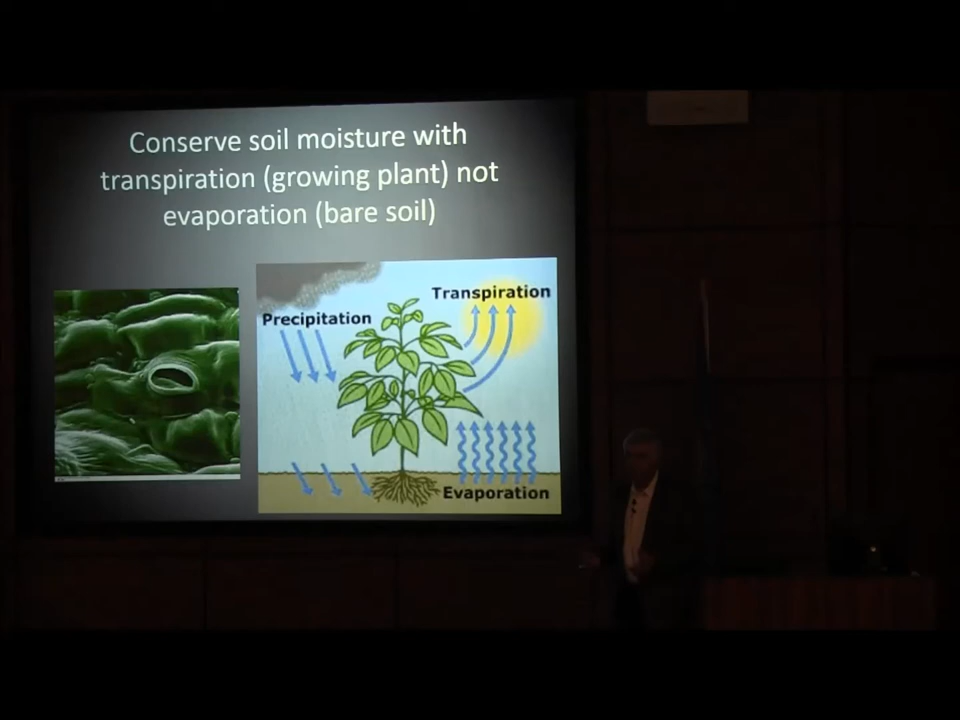 Conserve soil moisture with
transpiration (growing plant) not
evaporation (bare soil)
Transpiration
Precipitation
Evaporation